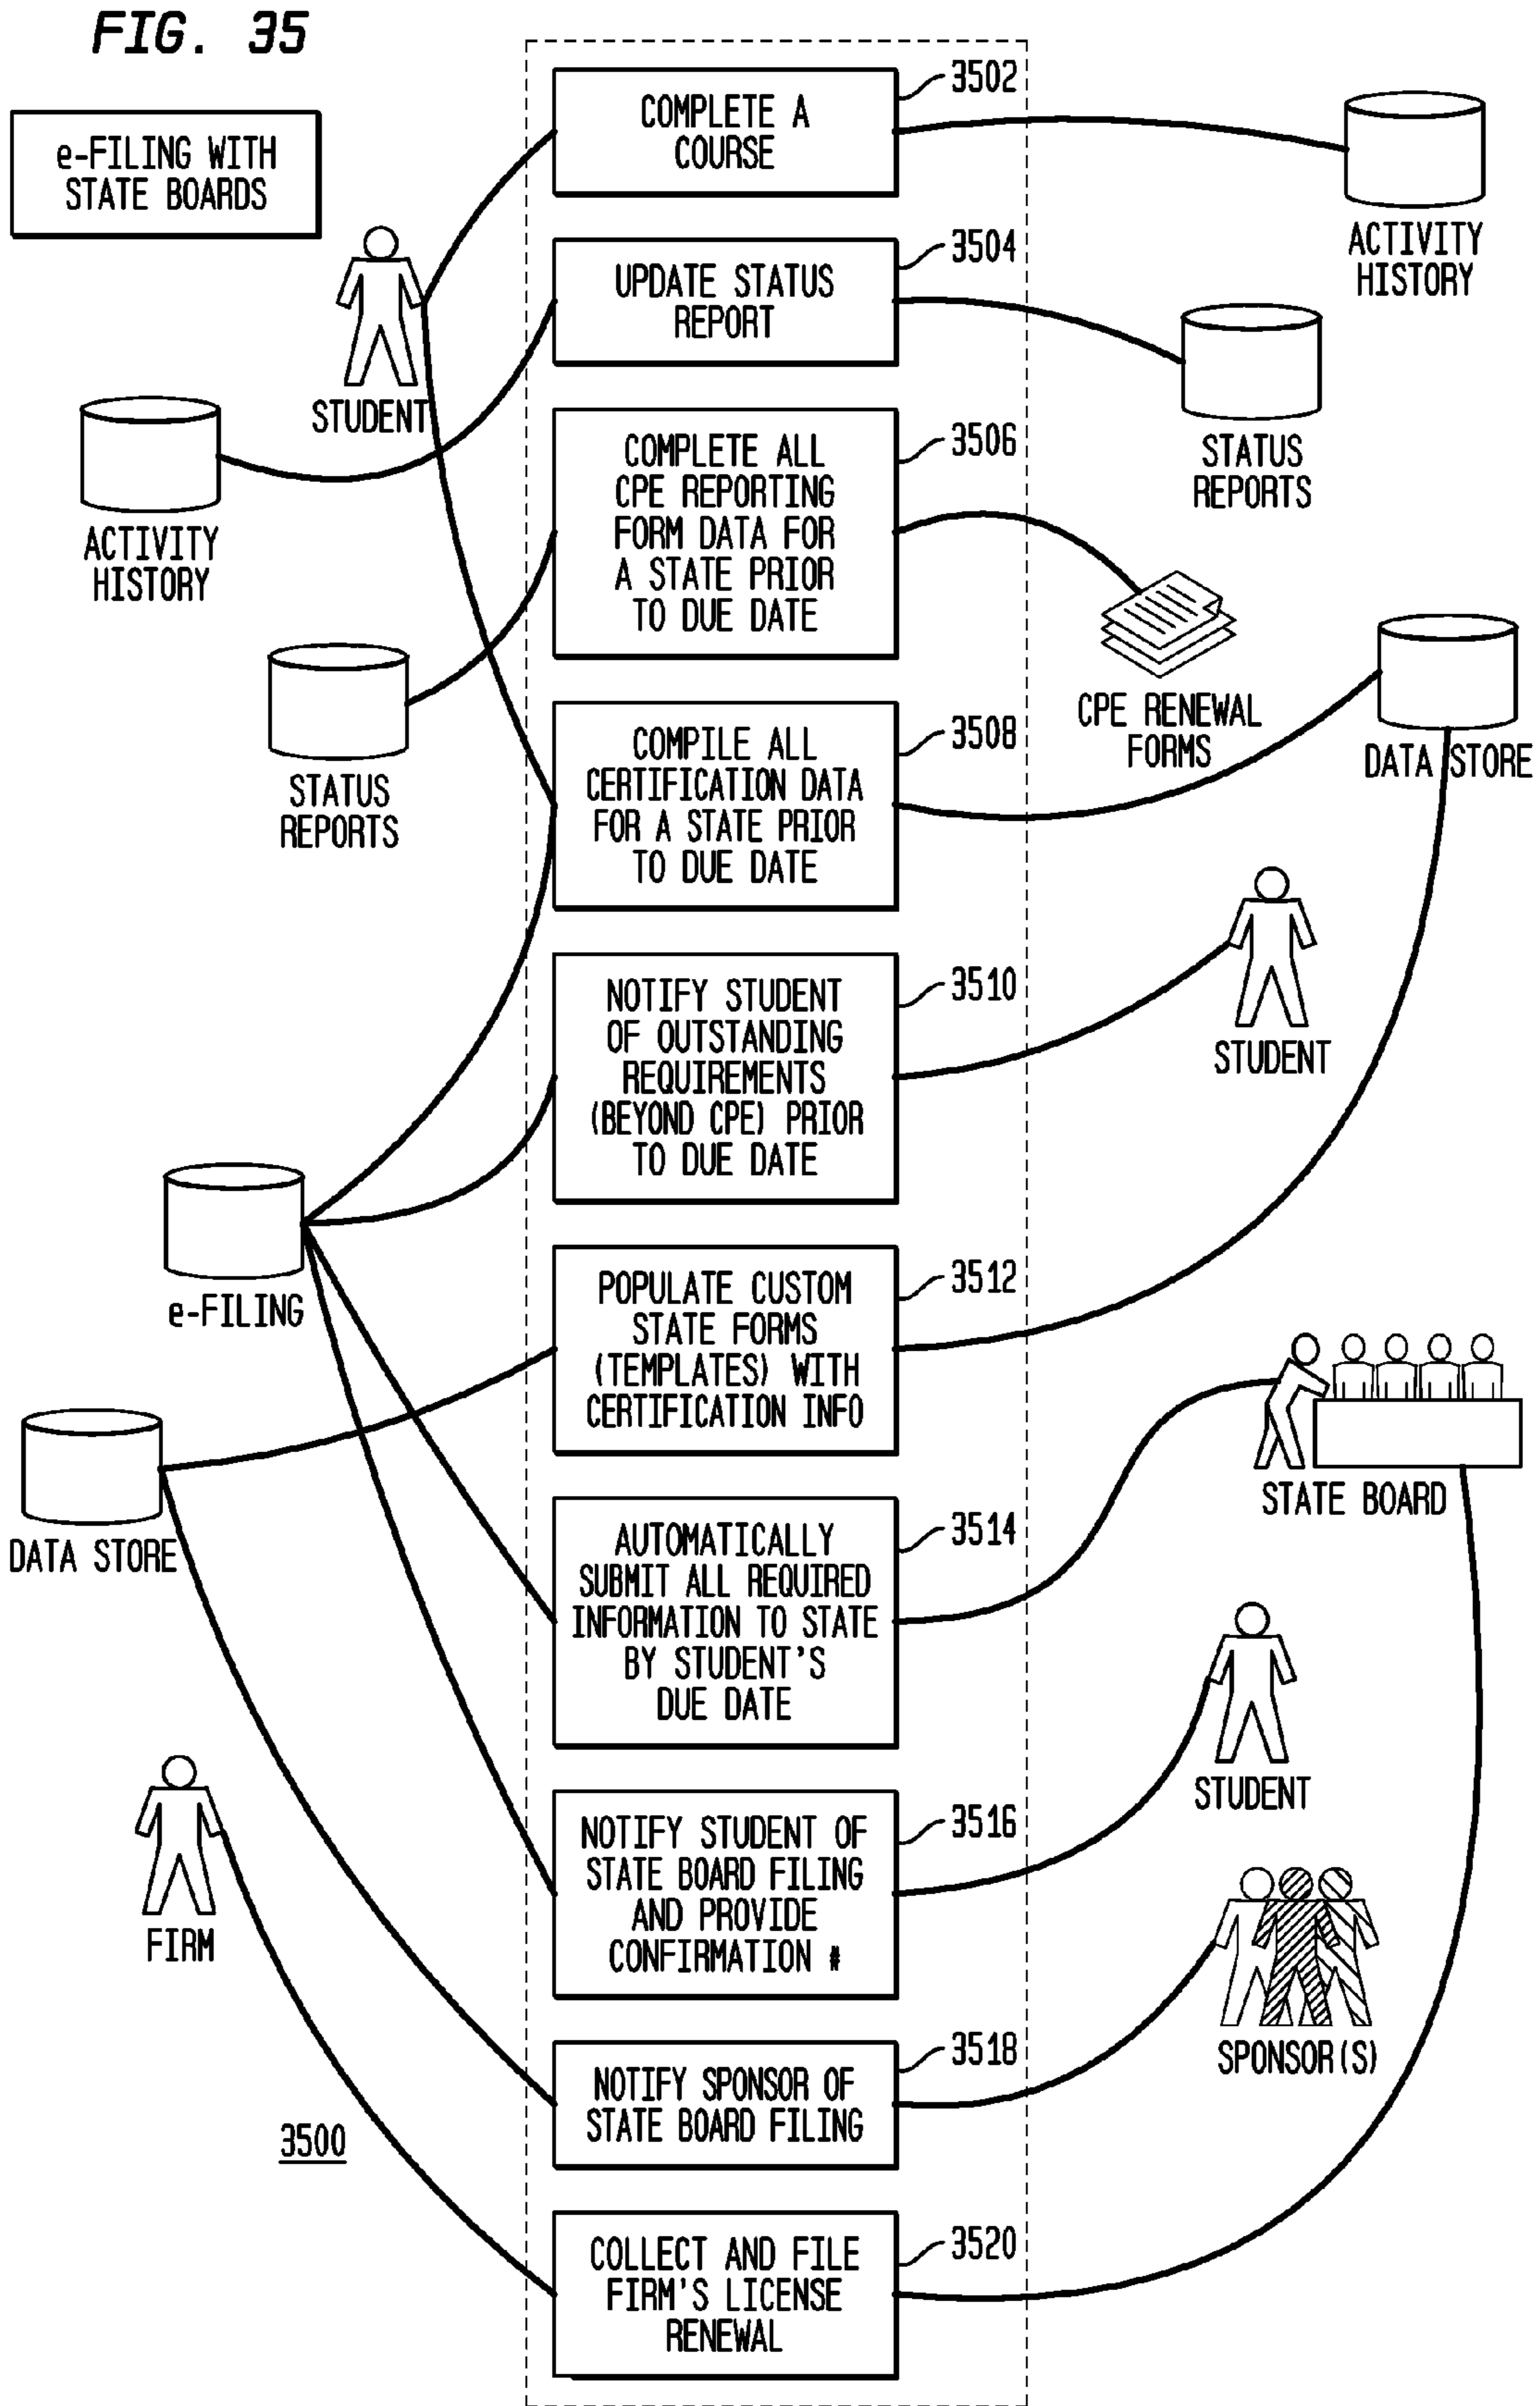 FIG. 35
e-FILING WITH
STATE BOARDS
COMPLETE A
COURSE
3502
ACTIVITY
HISTORY
STUDENT
UPDATE STATUS
REPORT
3504
STATUS
REPORTS
ACTIVITY
HISTORY
COMPLETE ALL
CPE REPORTING
FORM DATA FOR
A STATE PRIOR
TO DUE DATE
3506
CPE RENEWAL
FORMS
STATUS
REPORTS
COMPILE ALL
CERTIFICATION DATA
FOR A STATE PRIOR
TO DUE DATE
3508
DATA STORE
NOTIFY STUDENT
OF OUTSTANDING
REQUIREMENTS
(BEYOND CPE) PRIOR
TO DUE DATE
3510
STUDENT
e-FILING
POPULATE CUSTOM
STATE FORMS
(TEMPLATES) WITH
CERTIFICATION INFO
3512
STATE BOARD
DATA STORE
AUTOMATICALLY
SUBMIT ALL REQUIRED
INFORMATION TO STATE
BY STUDENT'S
DUE DATE
3514
STUDENT
FIRM
NOTIFY STUDENT OF
STATE BOARD FILING
AND PROVIDE
CONFIRMATION #
3516
SPONSOR(S)
NOTIFY SPONSOR OF
STATE BOARD FILING
3518
3500
COLLECT AND FILE
FIRM'S LICENSE
RENEWAL
3520